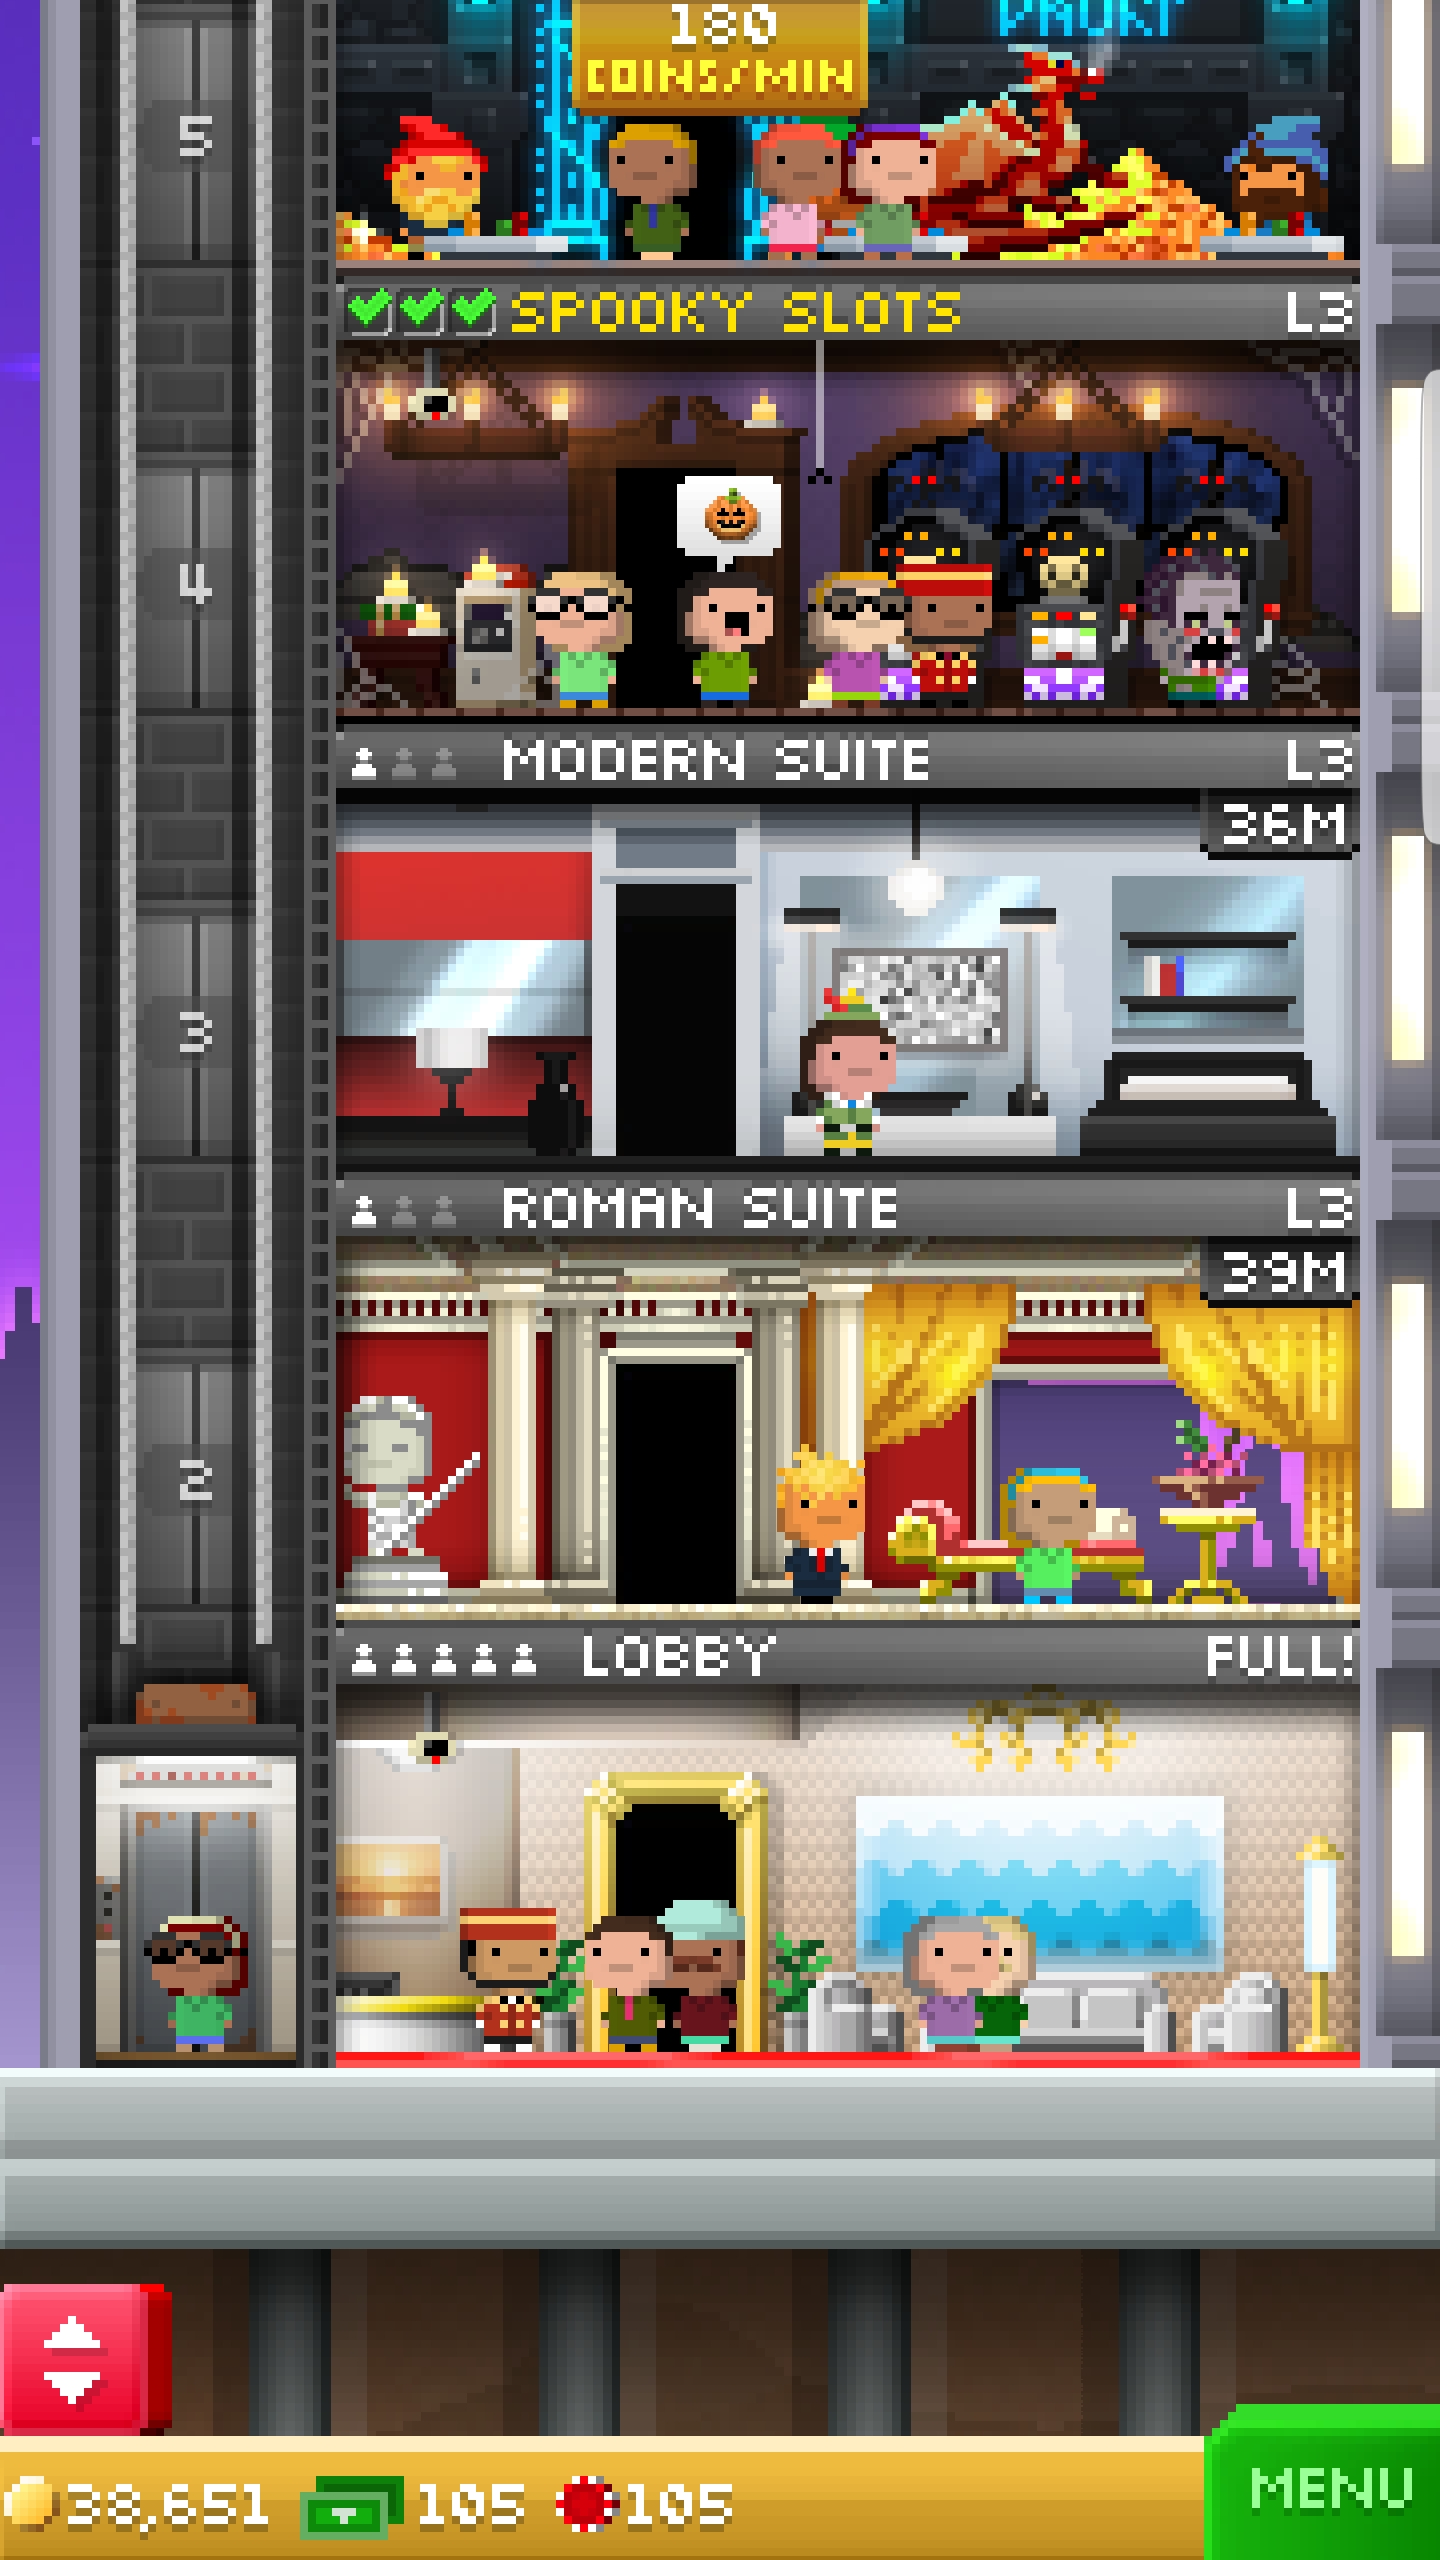 180
COINS/MIN
5
SPOOKY SLOTS L3
4
MODERN SUITE L3
36M
3
ROMAN SUITE L3
39M
2
LOBBY FULL!
38,651 105 105
MENU